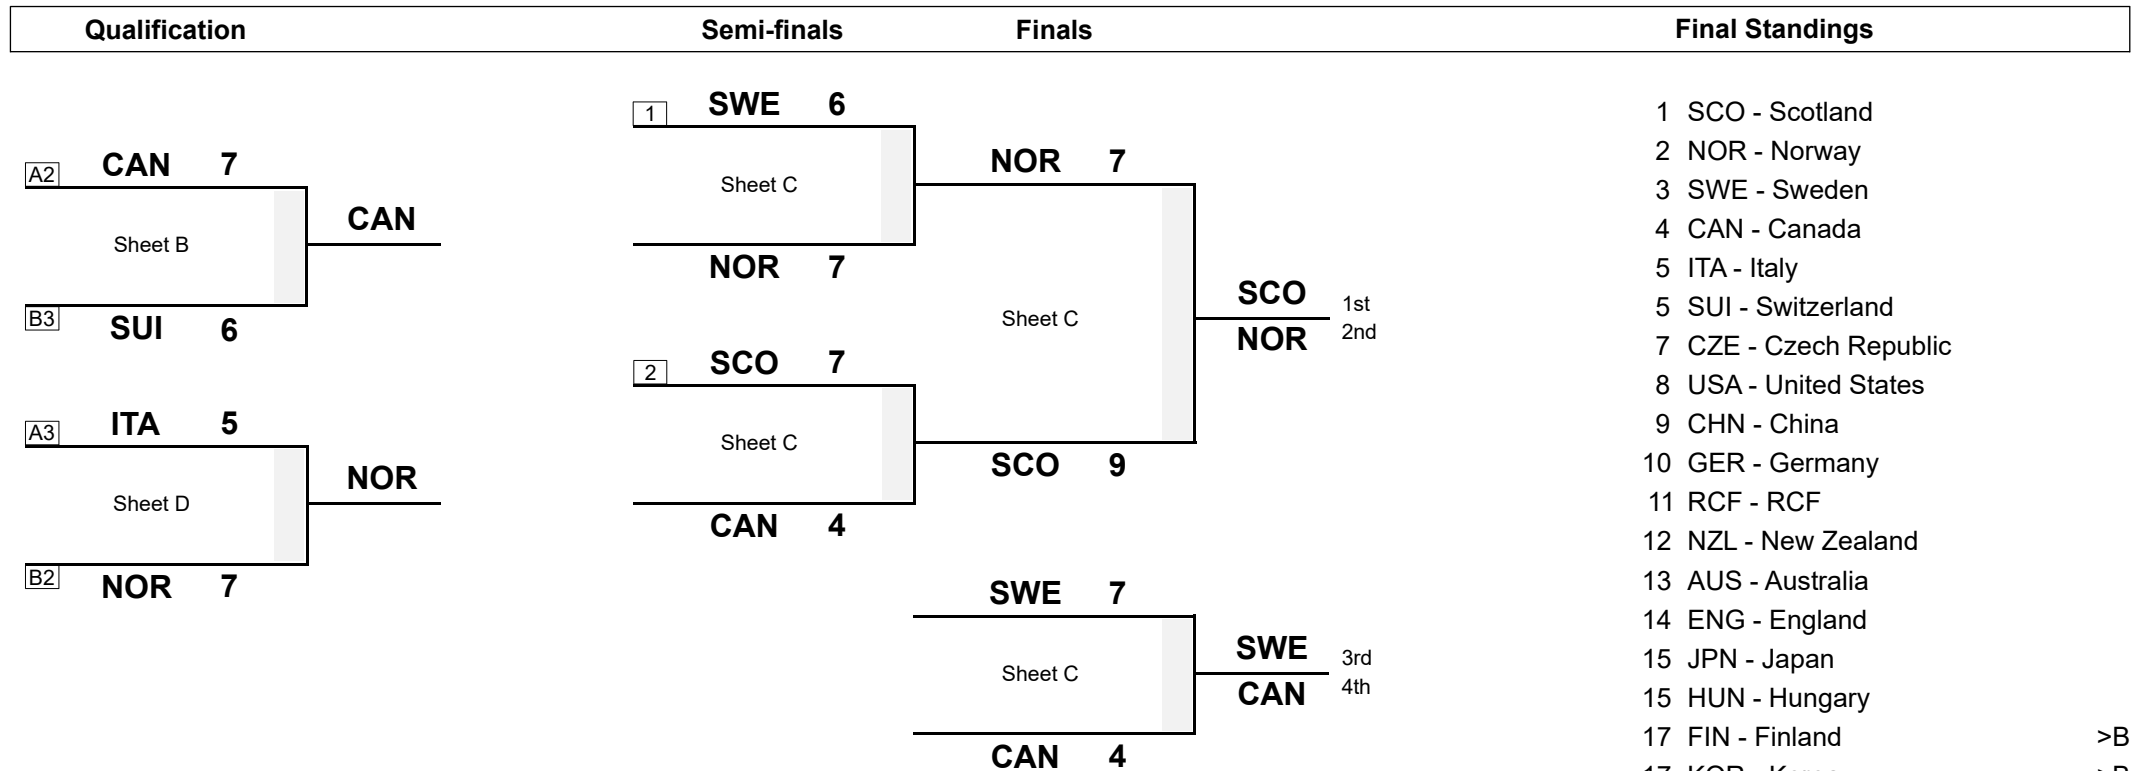 Qualification Semi-finals Finals Final Standings
A2 CAN 7
Sheet B
B3 SUI 6
CAN
A3 ITA 5
Sheet D
B2 NOR 7
NOR
1 SWE 6
Sheet C
NOR 7
2 SCO 7
Sheet C
CAN 4
NOR 7
Sheet C
SCO 9
SCO 1st
NOR 2nd
SWE 7
Sheet C
CAN 4
SWE 3rd
CAN 4th
1 SCO - Scotland
2 NOR - Norway
3 SWE - Sweden
4 CAN - Canada
5 ITA - Italy
5 SUI - Switzerland
7 CZE - Czech Republic
8 USA - United States
9 CHN - China
10 GER - Germany
11 RCF - RCF
12 NZL - New Zealand
13 AUS - Australia
14 ENG - England
15 JPN - Japan
15 HUN - Hungary
17 FIN - Finland >B
17 KOR - Korea >B